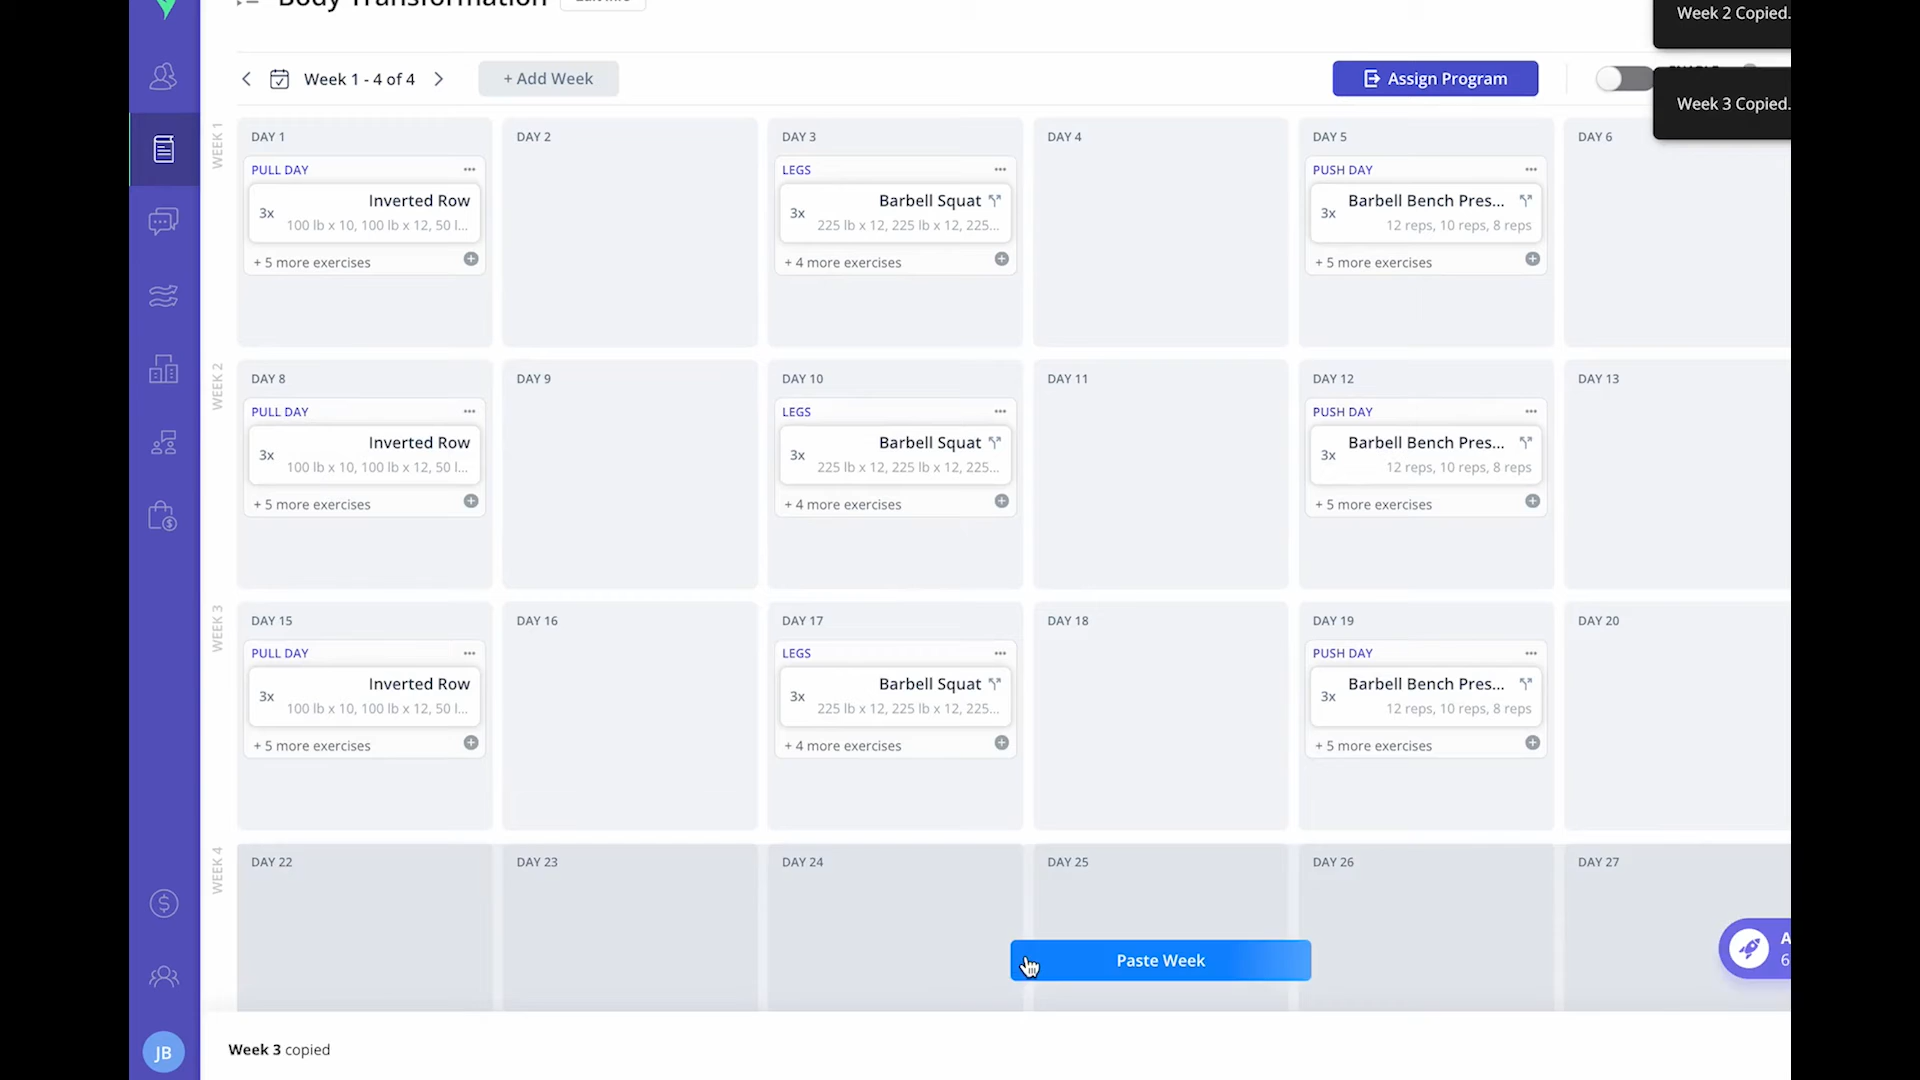 Body Transformation
Week 2 Copied.
Week 1 - 4 of 4
+ Add Week
Assign Program
Week 3 Copied.
WEEK 1
DAY 1
DAY 2
DAY 3
DAY 4
DAY 5
DAY 6
PULL DAY
LEGS
PUSH DAY
3x
Inverted Row
100 lb x 10, 100 lb x 12, 50 l...
3x
Barbell Squat
225 lb x 12, 225 lb x 12, 225...
3x
Barbell Bench Pres...
12 reps, 10 reps, 8 reps
+ 5 more exercises
+ 4 more exercises
+ 5 more exercises
WEEK 2
DAY 8
DAY 9
DAY 10
DAY 11
DAY 12
DAY 13
PULL DAY
LEGS
PUSH DAY
3x
Inverted Row
100 lb x 10, 100 lb x 12, 50 l...
3x
Barbell Squat
225 lb x 12, 225 lb x 12, 225...
3x
Barbell Bench Pres...
12 reps, 10 reps, 8 reps
+ 5 more exercises
+ 4 more exercises
+ 5 more exercises
WEEK 3
DAY 15
DAY 16
DAY 17
DAY 18
DAY 19
DAY 20
PULL DAY
LEGS
PUSH DAY
3x
Inverted Row
100 lb x 10, 100 lb x 12, 50 l...
3x
Barbell Squat
225 lb x 12, 225 lb x 12, 225...
3x
Barbell Bench Pres...
12 reps, 10 reps, 8 reps
+ 5 more exercises
+ 4 more exercises
+ 5 more exercises
WEEK 4
DAY 22
DAY 23
DAY 24
DAY 25
DAY 26
DAY 27
Paste Week
A
6
Week 3 copied
JB